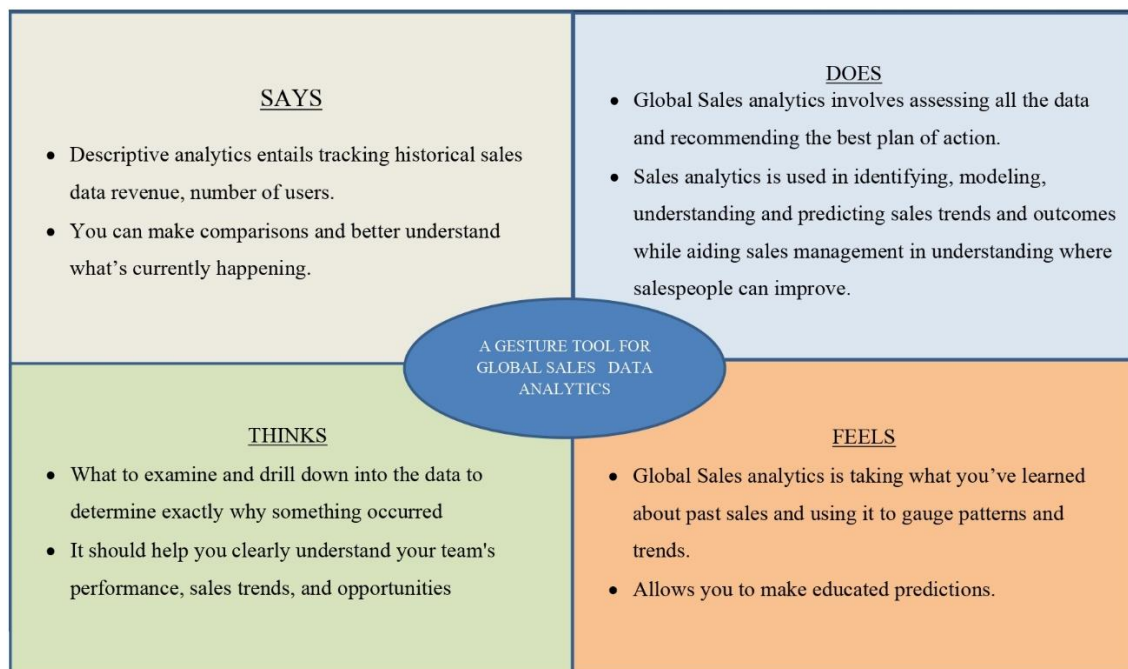 SAYS
• Descriptive analytics entails tracking historical sales
data revenue, number of users.
• You can make comparisons and better understand
what’s currently happening.
DOES
• Global Sales analytics involves assessing all the data
and recommending the best plan of action.
• Sales analytics is used in identifying, modeling,
understanding and predicting sales trends and outcomes
while aiding sales management in understanding where
salespeople can improve.
A GESTURE TOOL FOR
GLOBAL SALES DATA
ANALYTICS
THINKS
• What to examine and drill down into the data to
determine exactly why something occurred
• It should help you clearly understand your team's
performance, sales trends, and opportunities
FEELS
• Global Sales analytics is taking what you’ve learned
about past sales and using it to gauge patterns and
trends.
• Allows you to make educated predictions.